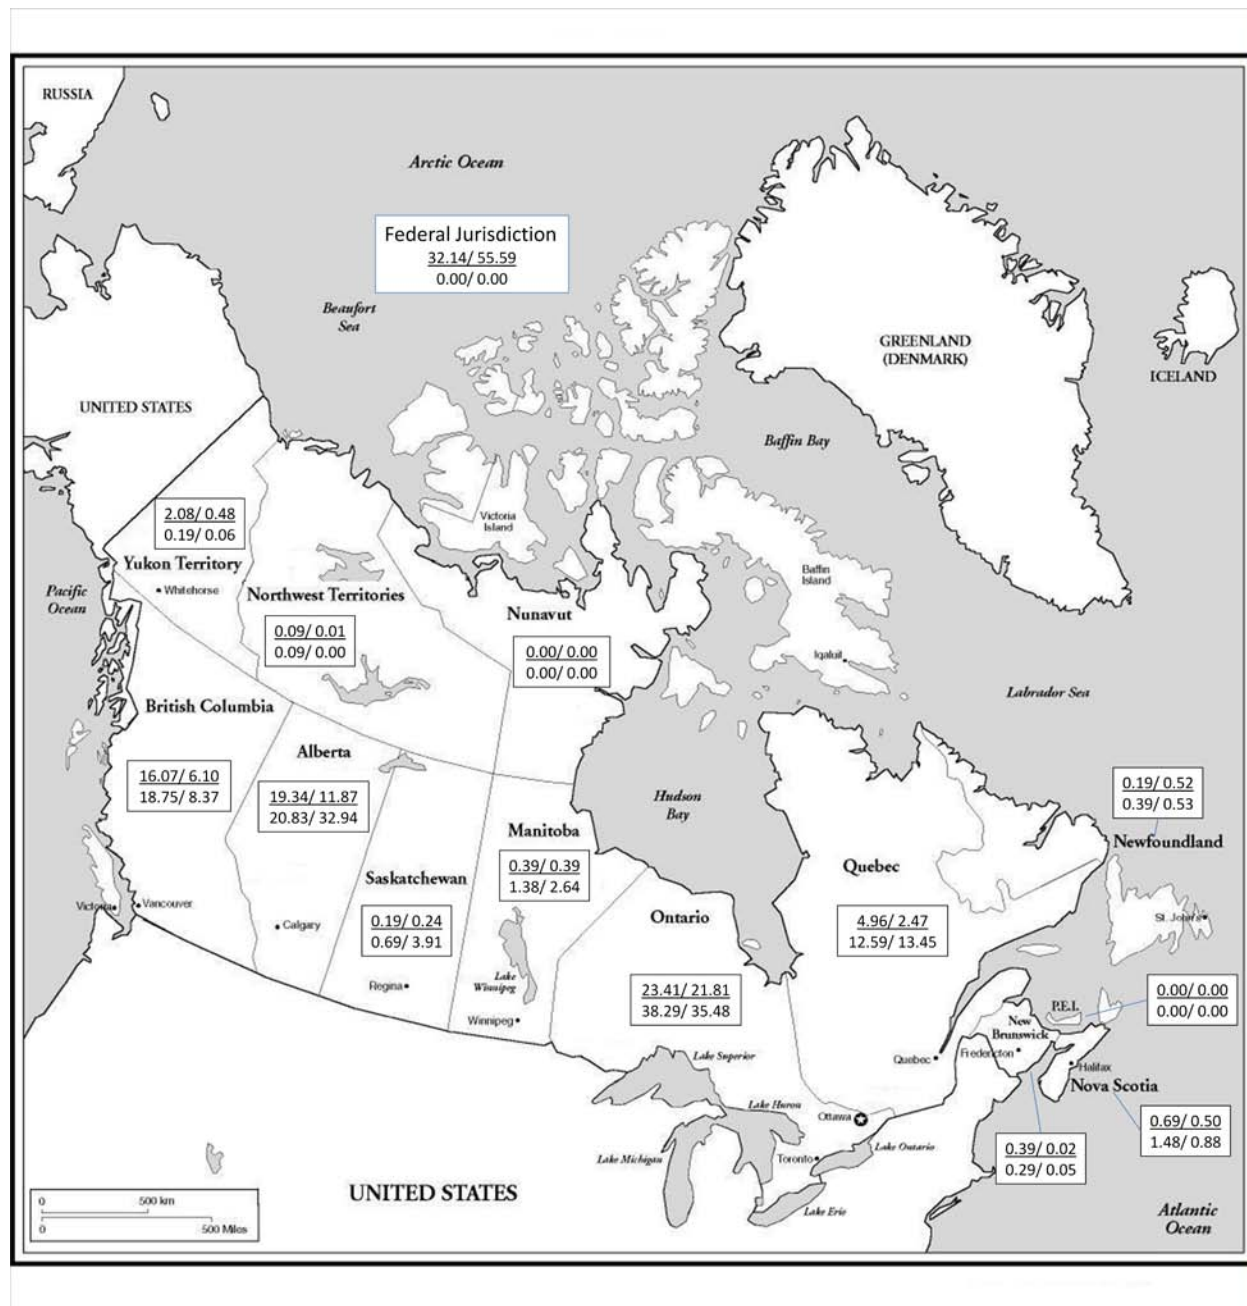 RUSSIA
Arctic Ocean
Federal Jurisdiction
32.14/ 55.59
0.00/ 0.00
Beaufort
Sea
GREENLAND
(DENMARK)
ICELAND
UNITED STATES
Baffin Bay
Victoria
Island
2.08/ 0.48
0.19/ 0.06
Yukon Territory
Whitehorse
Pacific
Ocean
Northwest Territories
0.09/ 0.01
0.09/ 0.00
Nunavut
0.00/ 0.00
0.00/ 0.00
Baffin
Island
Iqaluit
Labrador Sea
British Columbia
16.07/ 6.10
18.75/ 8.37
Alberta
19.34/ 11.87
20.83/ 32.94
Hudson
Bay
0.19/ 0.52
0.39/ 0.53
Newfoundland
Manitoba
0.39/ 0.39
1.38/ 2.64
Saskatchewan
0.19/ 0.24
0.69/ 3.91
Quebec
4.96/ 2.47
12.59/ 13.45
Ontario
23.41/ 21.81
38.29/ 35.48
Victoria
Vancouver
Calgary
St. John's
Regina
Lake
Winnipeg
Winnipeg
P.E.I.
0.00/ 0.00
0.00/ 0.00
New
Brunswick
Quebec
Fredericton
Halifax
Nova Scotia
0.69/ 0.50
1.48/ 0.88
0.39/ 0.02
0.29/ 0.05
Lake Superior
Lake Huron
Ottawa
Lake Michigan
Toronto
Lake Ontario
Lake Erie
UNITED STATES
0 500 km
0 500 Miles
Atlantic
Ocean